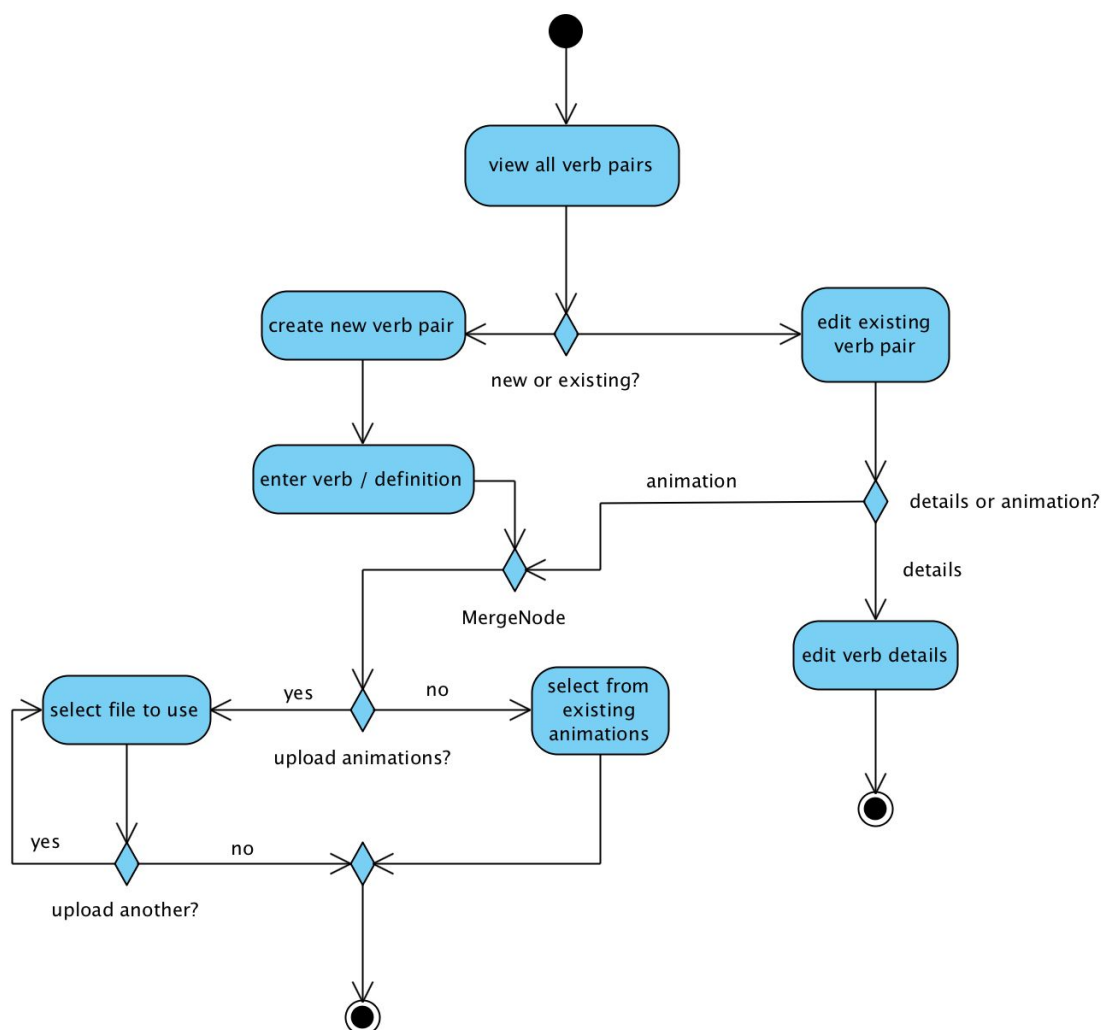 view all verb pairs
create new verb pair
edit existing
verb pair
new or existing?
enter verb / definition
animation
details or animation?
details
MergeNode
edit verb details
select file to use
yes
no
select from
existing
animations
upload animations?
yes
no
upload another?